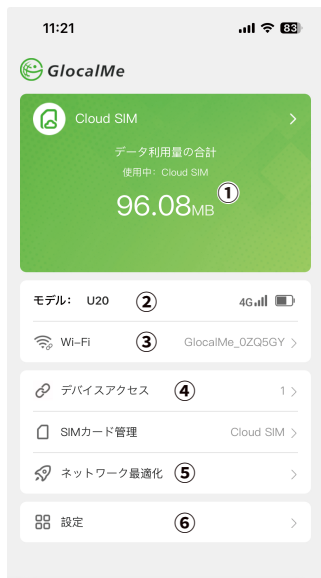 11:21 83
GlocalMe
Cloud SIM
データ利用量の合計
使用中: Cloud SIM
96.08MB ①
モデル: U20 ② 4G
Wi-Fi ③ GlocalMe_0ZQ5GY
デバイスアクセス ④ 1
SIMカード管理 Cloud SIM
ネットワーク最適化 ⑤
設定 ⑥